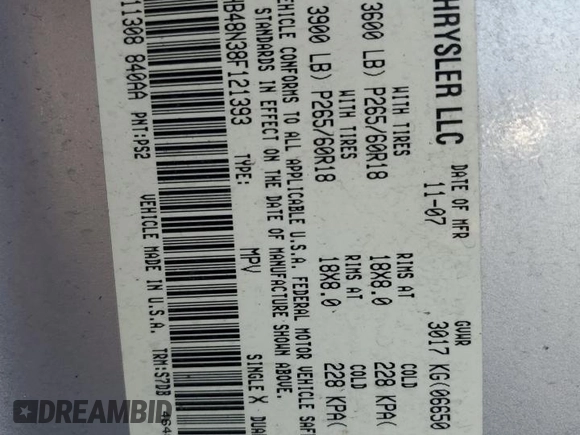 HRYSLER LLC
DATE OF MFR
11-07
GVWR
3017 KG(06650
3600 LB)
WITH TIRES
P265/60R18
RIMS AT
18X8.0
COLD
228 KPA(
3900 LB)
WITH TIRES
P265/60R18
RIMS AT
18X8.0
COLD
228 KPA(
VEHICLE CONFORMS TO ALL APPLICABLE U.S.A. FEDERAL MOTOR VEHICLE SAF
STANDARDS IN EFFECT ON THE DATE OF MANUFACTURE SHOWN ABOVE.
B48N38F121393
TYPE:
MPV
SINGLE X
DUA
11308 840AA
PNT:PS2
VEHICLE MADE IN U.S.A.
TRM:S7DB
DREAMBID